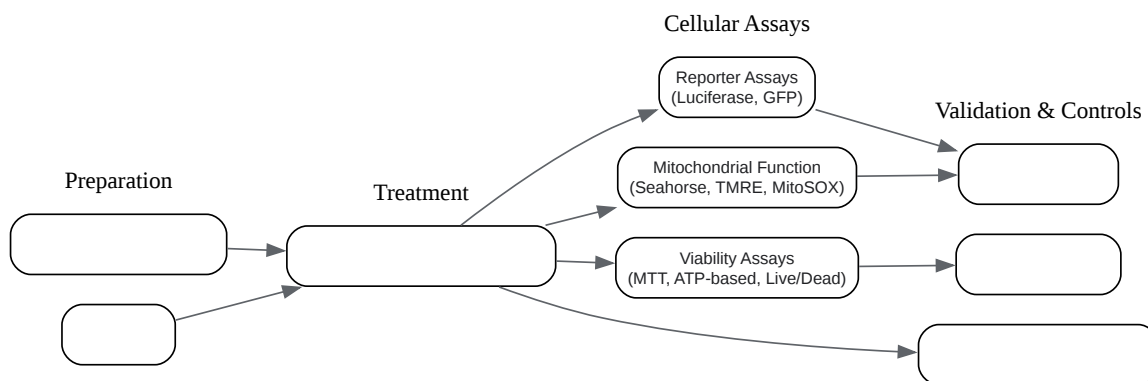 Cellular Assays
Reporter Assays
(Luciferase, GFP)
Validation & Controls
Mitochondrial Function
(Seahorse, TMRE, MitoSOX)
Preparation
Treatment
Viability Assays
(MTT, ATP-based, Live/Dead)